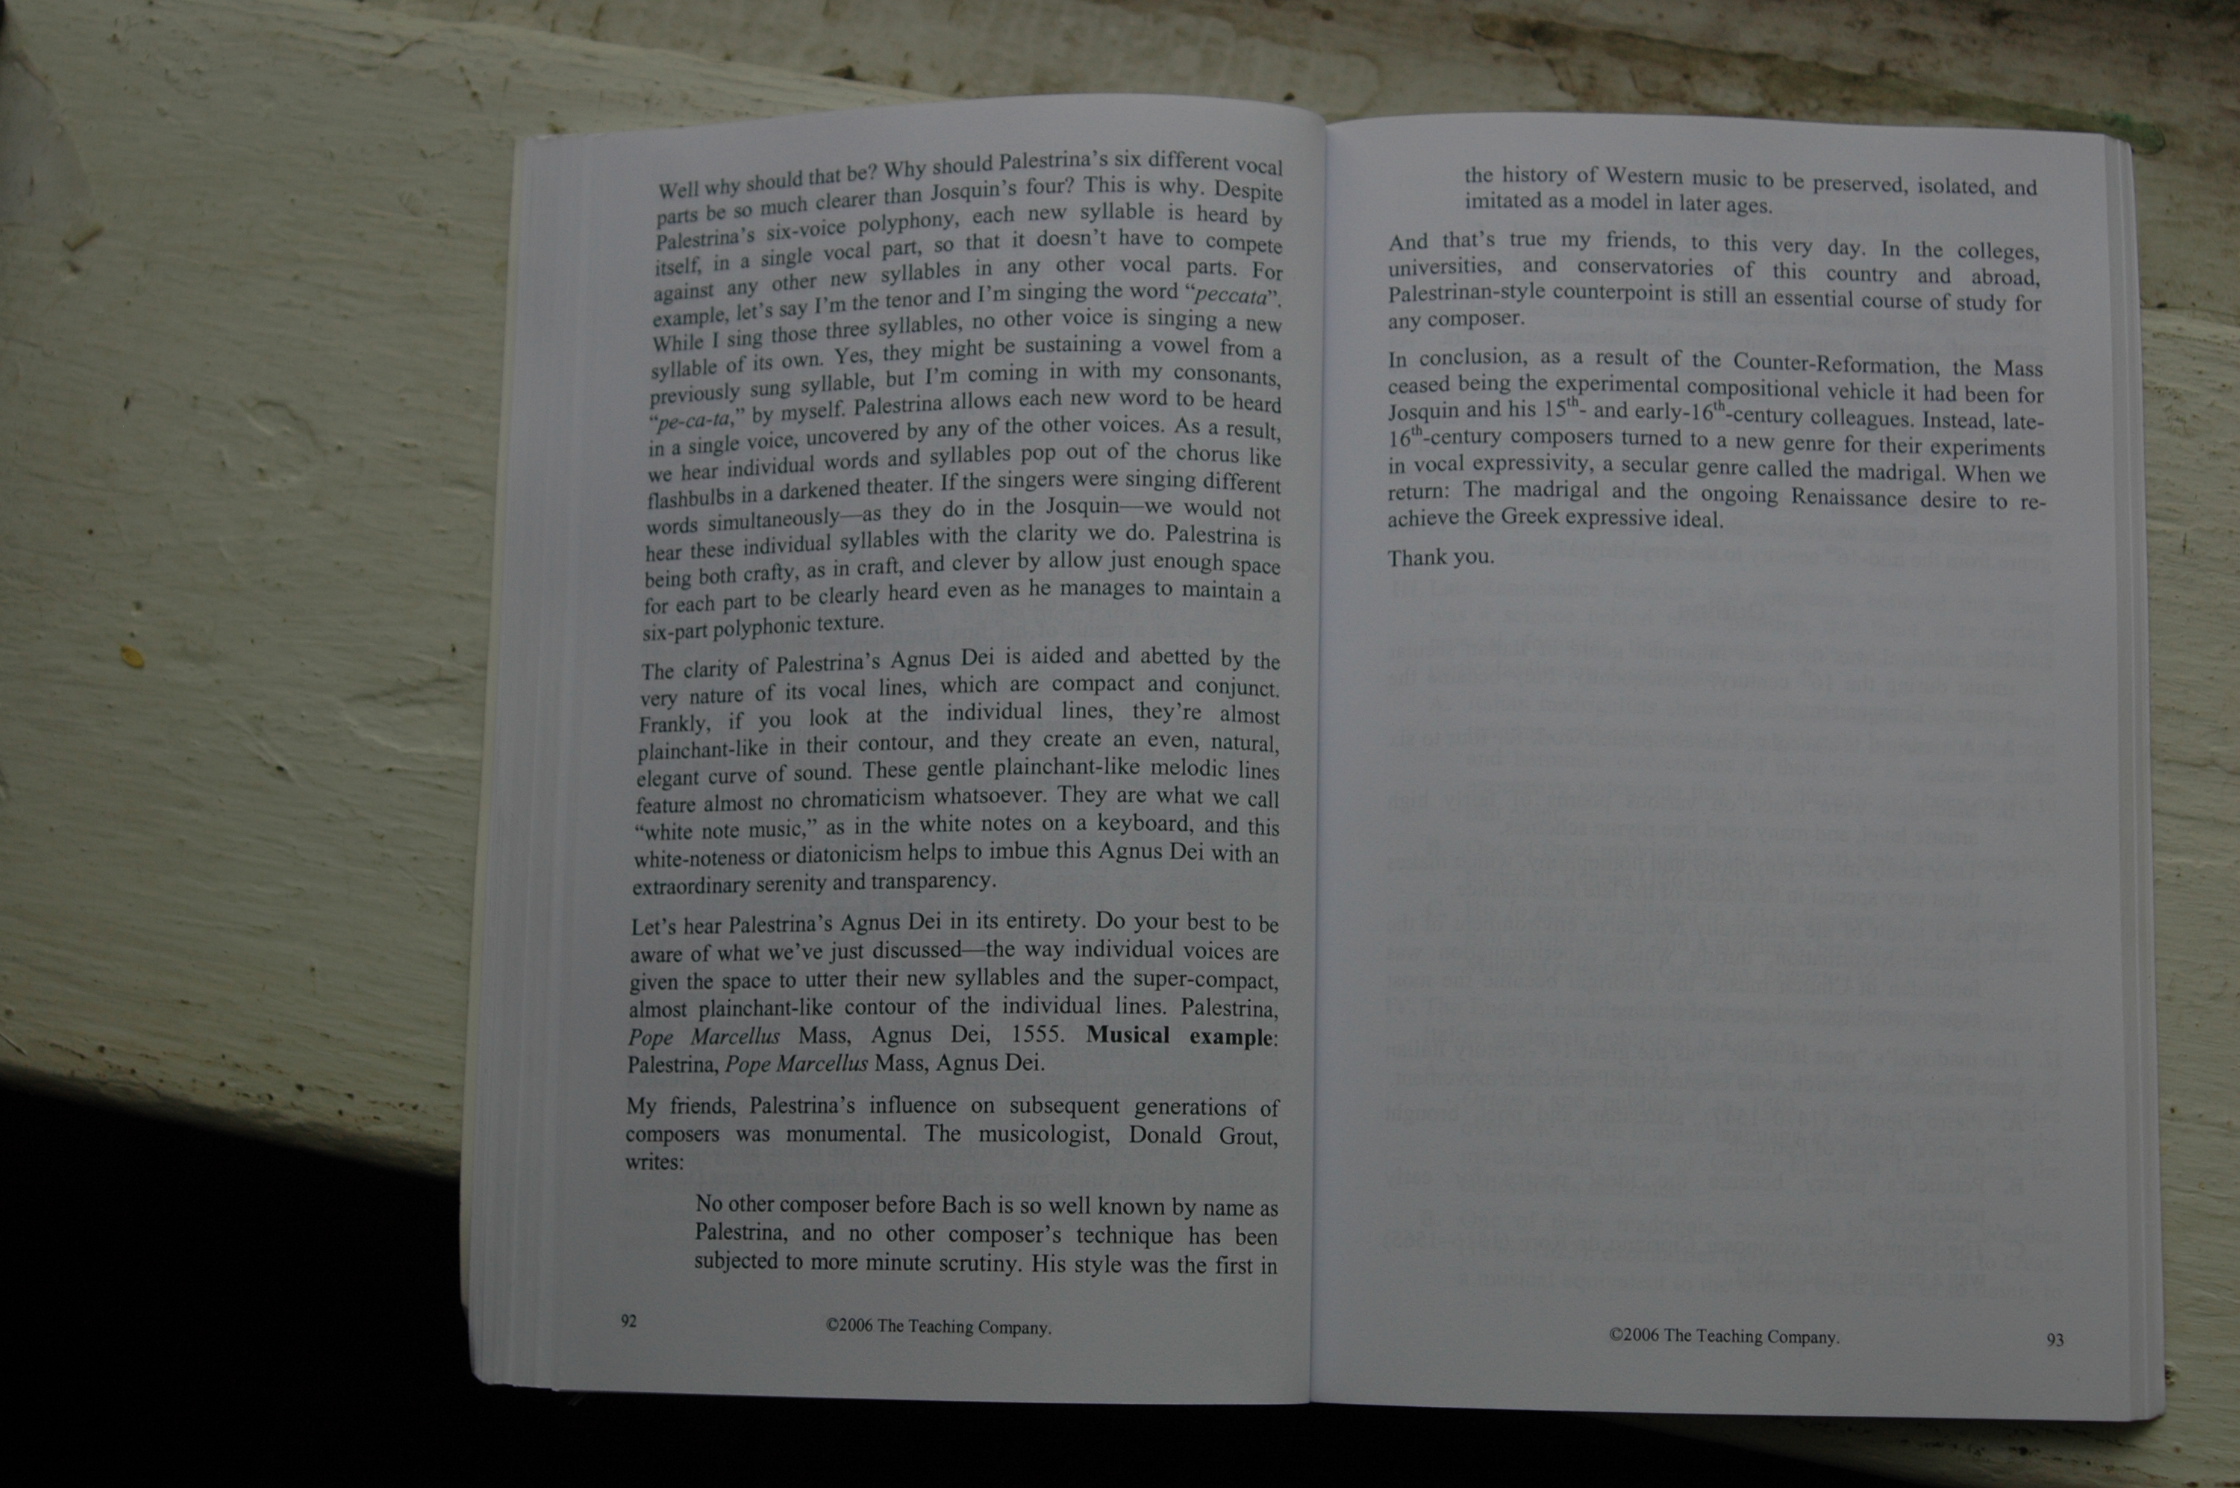 Well why should that be? Why should Palestrina's six different vocal
parts be so much clearer than Josquin's four? This is why. Despite
Palestrina's six-voice polyphony, each new syllable is heard by
itself, in a single vocal part, so that it doesn't have to compete
against any other new syllables in any other vocal parts. For
example, let's say I'm the tenor and I'm singing the word “peccata”.
While I sing those three syllables, no other voice is singing a new
syllable of its own. Yes, they might be sustaining a vowel from a
previously sung syllable, but I'm coming in with my consonants,
“pe-ca-ta,” by myself. Palestrina allows each new word to be heard
in a single voice, uncovered by any of the other voices. As a result,
we hear individual words and syllables pop out of the chorus like
flashbulbs in a darkened theater. If the singers were singing different
words simultaneously—as they do in the Josquin—we would not
hear these individual syllables with the clarity we do. Palestrina is
being both crafty, as in craft, and clever by allow just enough space
for each part to be clearly heard even as he manages to maintain a
six-part polyphonic texture.
The clarity of Palestrina's Agnus Dei is aided and abetted by the
very nature of its vocal lines, which are compact and conjunct.
Frankly, if you look at the individual lines, they're almost
plainchant-like in their contour, and they create an even, natural,
elegant curve of sound. These gentle plainchant-like melodic lines
feature almost no chromaticism whatsoever. They are what we call
“white note music,” as in the white notes on a keyboard, and this
white-noteness or diatonicism helps to imbue this Agnus Dei with an
extraordinary serenity and transparency.
Let's hear Palestrina's Agnus Dei in its entirety. Do your best to be
aware of what we've just discussed—the way individual voices are
given the space to utter their new syllables and the super-compact,
almost plainchant-like contour of the individual lines. Palestrina,
Pope Marcellus Mass, Agnus Dei, 1555. Musical example:
Palestrina, Pope Marcellus Mass, Agnus Dei.
My friends, Palestrina's influence on subsequent generations of
composers was monumental. The musicologist, Donald Grout,
writes:
No other composer before Bach is so well known by name as
Palestrina, and no other composer's technique has been
subjected to more minute scrutiny. His style was the first in
92
©2006 The Teaching Company.
the history of Western music to be preserved, isolated, and
imitated as a model in later ages.
And that's true my friends, to this very day. In the colleges,
universities, and conservatories of this country and abroad,
Palestrinan-style counterpoint is still an essential course of study for
any composer.
In conclusion, as a result of the Counter-Reformation, the Mass
ceased being the experimental compositional vehicle it had been for
Josquin and his 15th- and early-16th-century colleagues. Instead, late-
16th-century composers turned to a new genre for their experiments
in vocal expressivity, a secular genre called the madrigal. When we
return: The madrigal and the ongoing Renaissance desire to re-
achieve the Greek expressive ideal.
Thank you.
©2006 The Teaching Company.
93